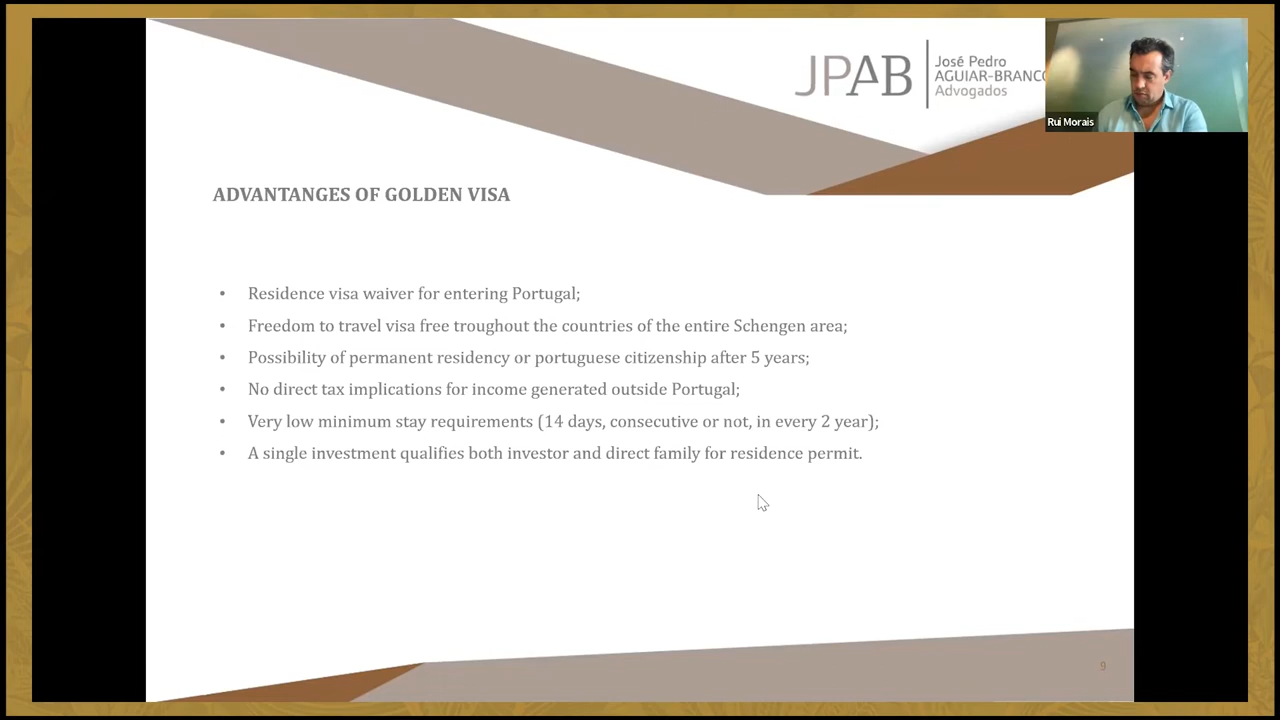 JPAB
José Pedro
AGUIAR-BRANCO
Advogados
Rui Morais
ADVANTANGES OF GOLDEN VISA
• Residence visa waiver for entering Portugal;
• Freedom to travel visa free troughout the countries of the entire Schengen area;
• Possibility of permanent residency or portuguese citizenship after 5 years;
• No direct tax implications for income generated outside Portugal;
• Very low minimum stay requirements (14 days, consecutive or not, in every 2 year);
• A single investment qualifies both investor and direct family for residence permit.
9